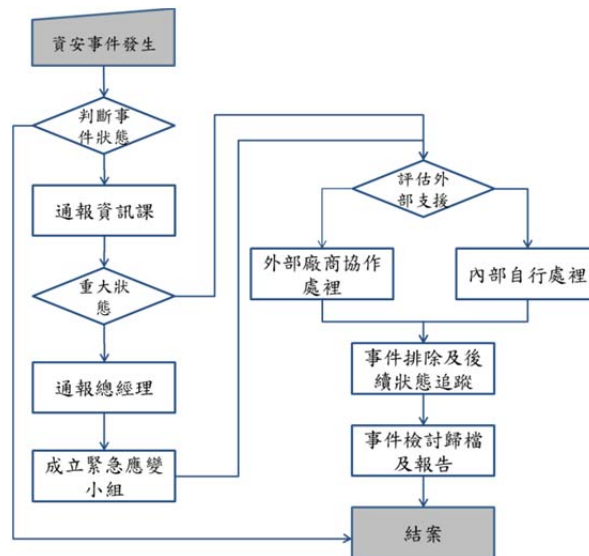 資安事件發生
判斷事
件狀態
通報資訊課
重大狀
態
通報總經理
成立緊急應變
小組
評估外
部支援
外部廠商協作
處裡
內部自行處裡
事件排除及後
續狀態追蹤
事件檢討歸檔
及報告
結案